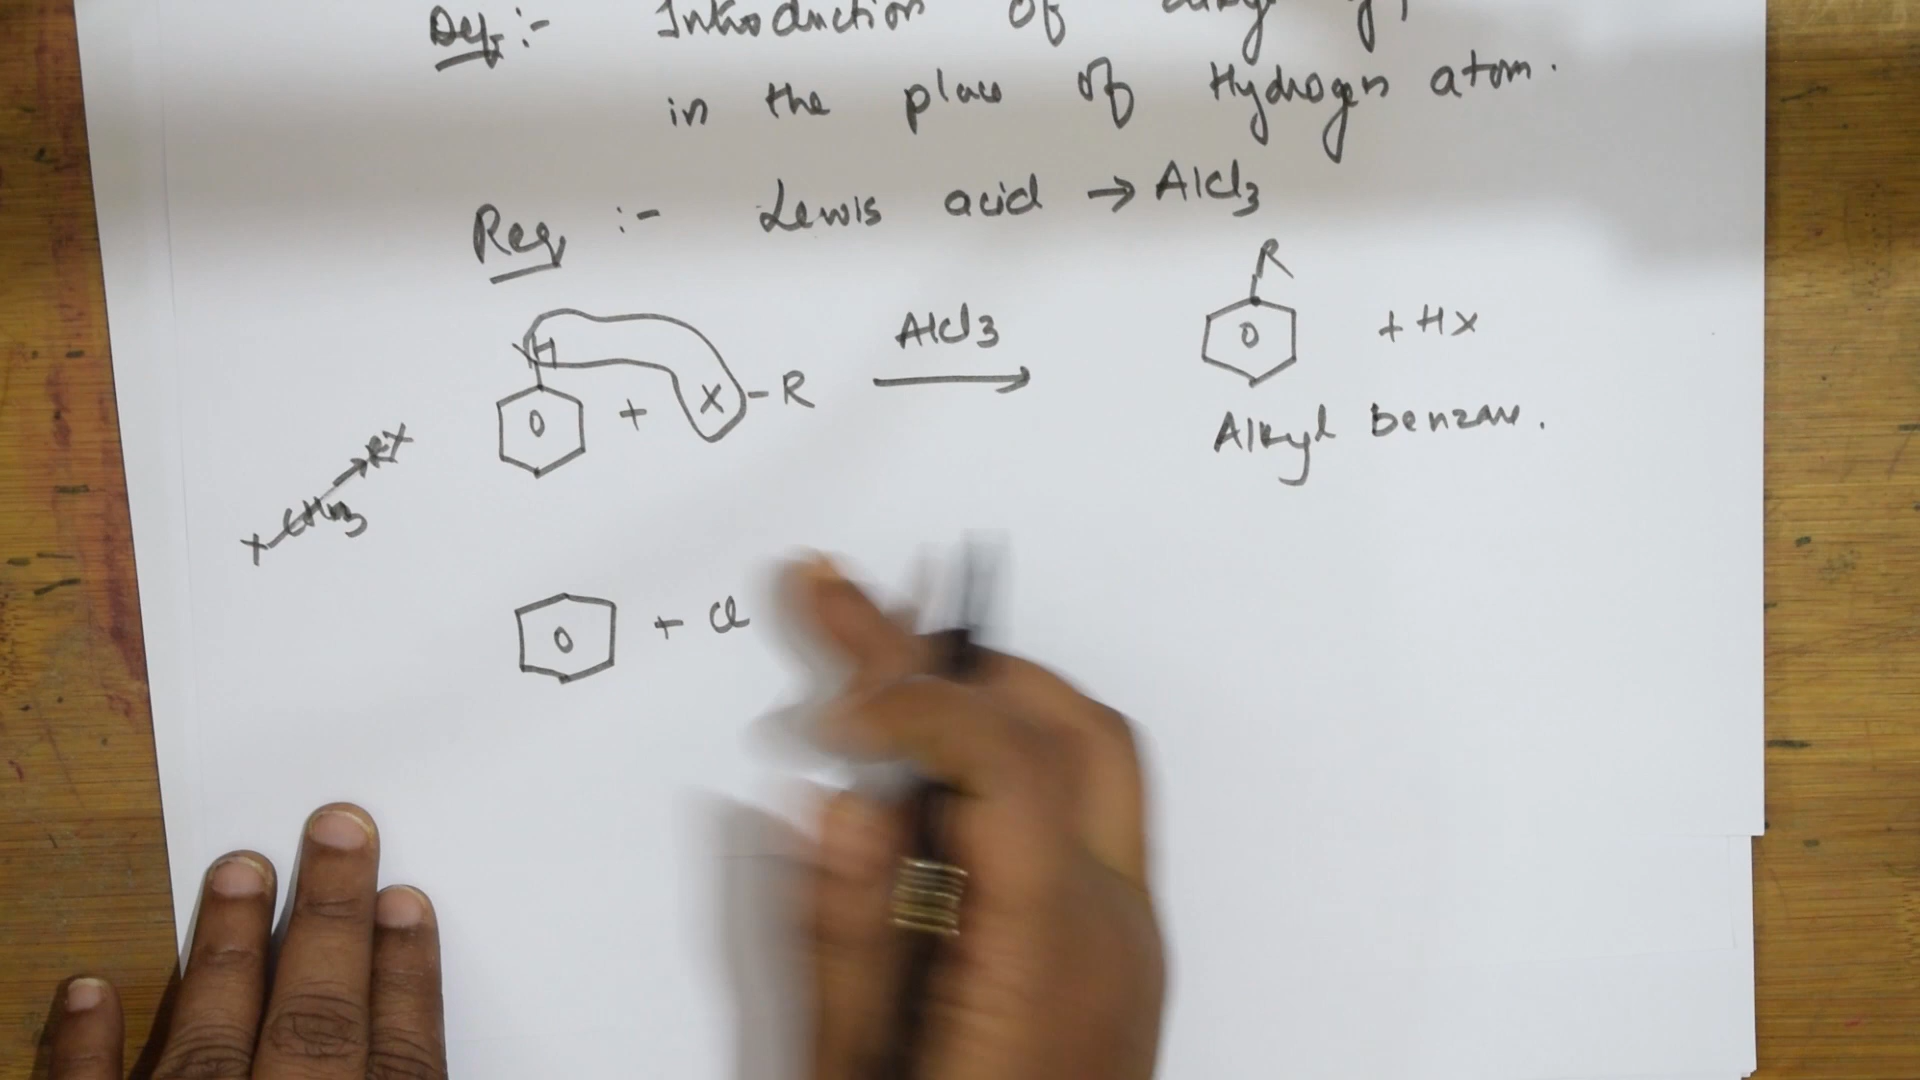 Def :- Introduction of
in the place of Hydrogen atom.
Req :- Lewis acid → AlCl3
R
H
AlCl3
+ X - R
+ HX
Alkyl benzene.
RX
+ Cl